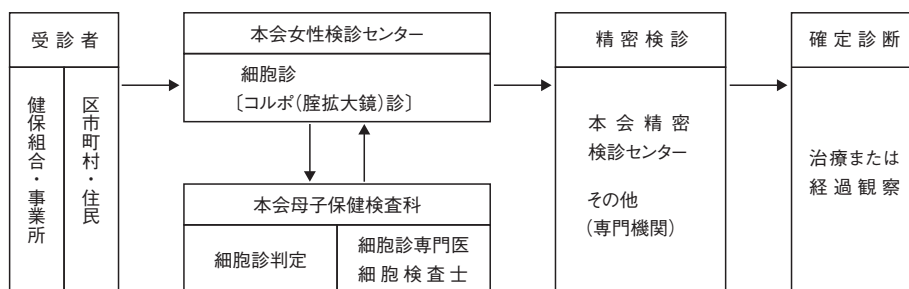 受診者
健保組合・事業所
区市町村・住民
本会女性検診センター
細胞診
〔コルポ(腟拡大鏡)診〕
本会母子保健検査科
細胞診判定
細胞診専門医
細胞検査士
精密検診
本会精密
検診センター
その他
(専門機関)
確定診断
治療または
経過観察